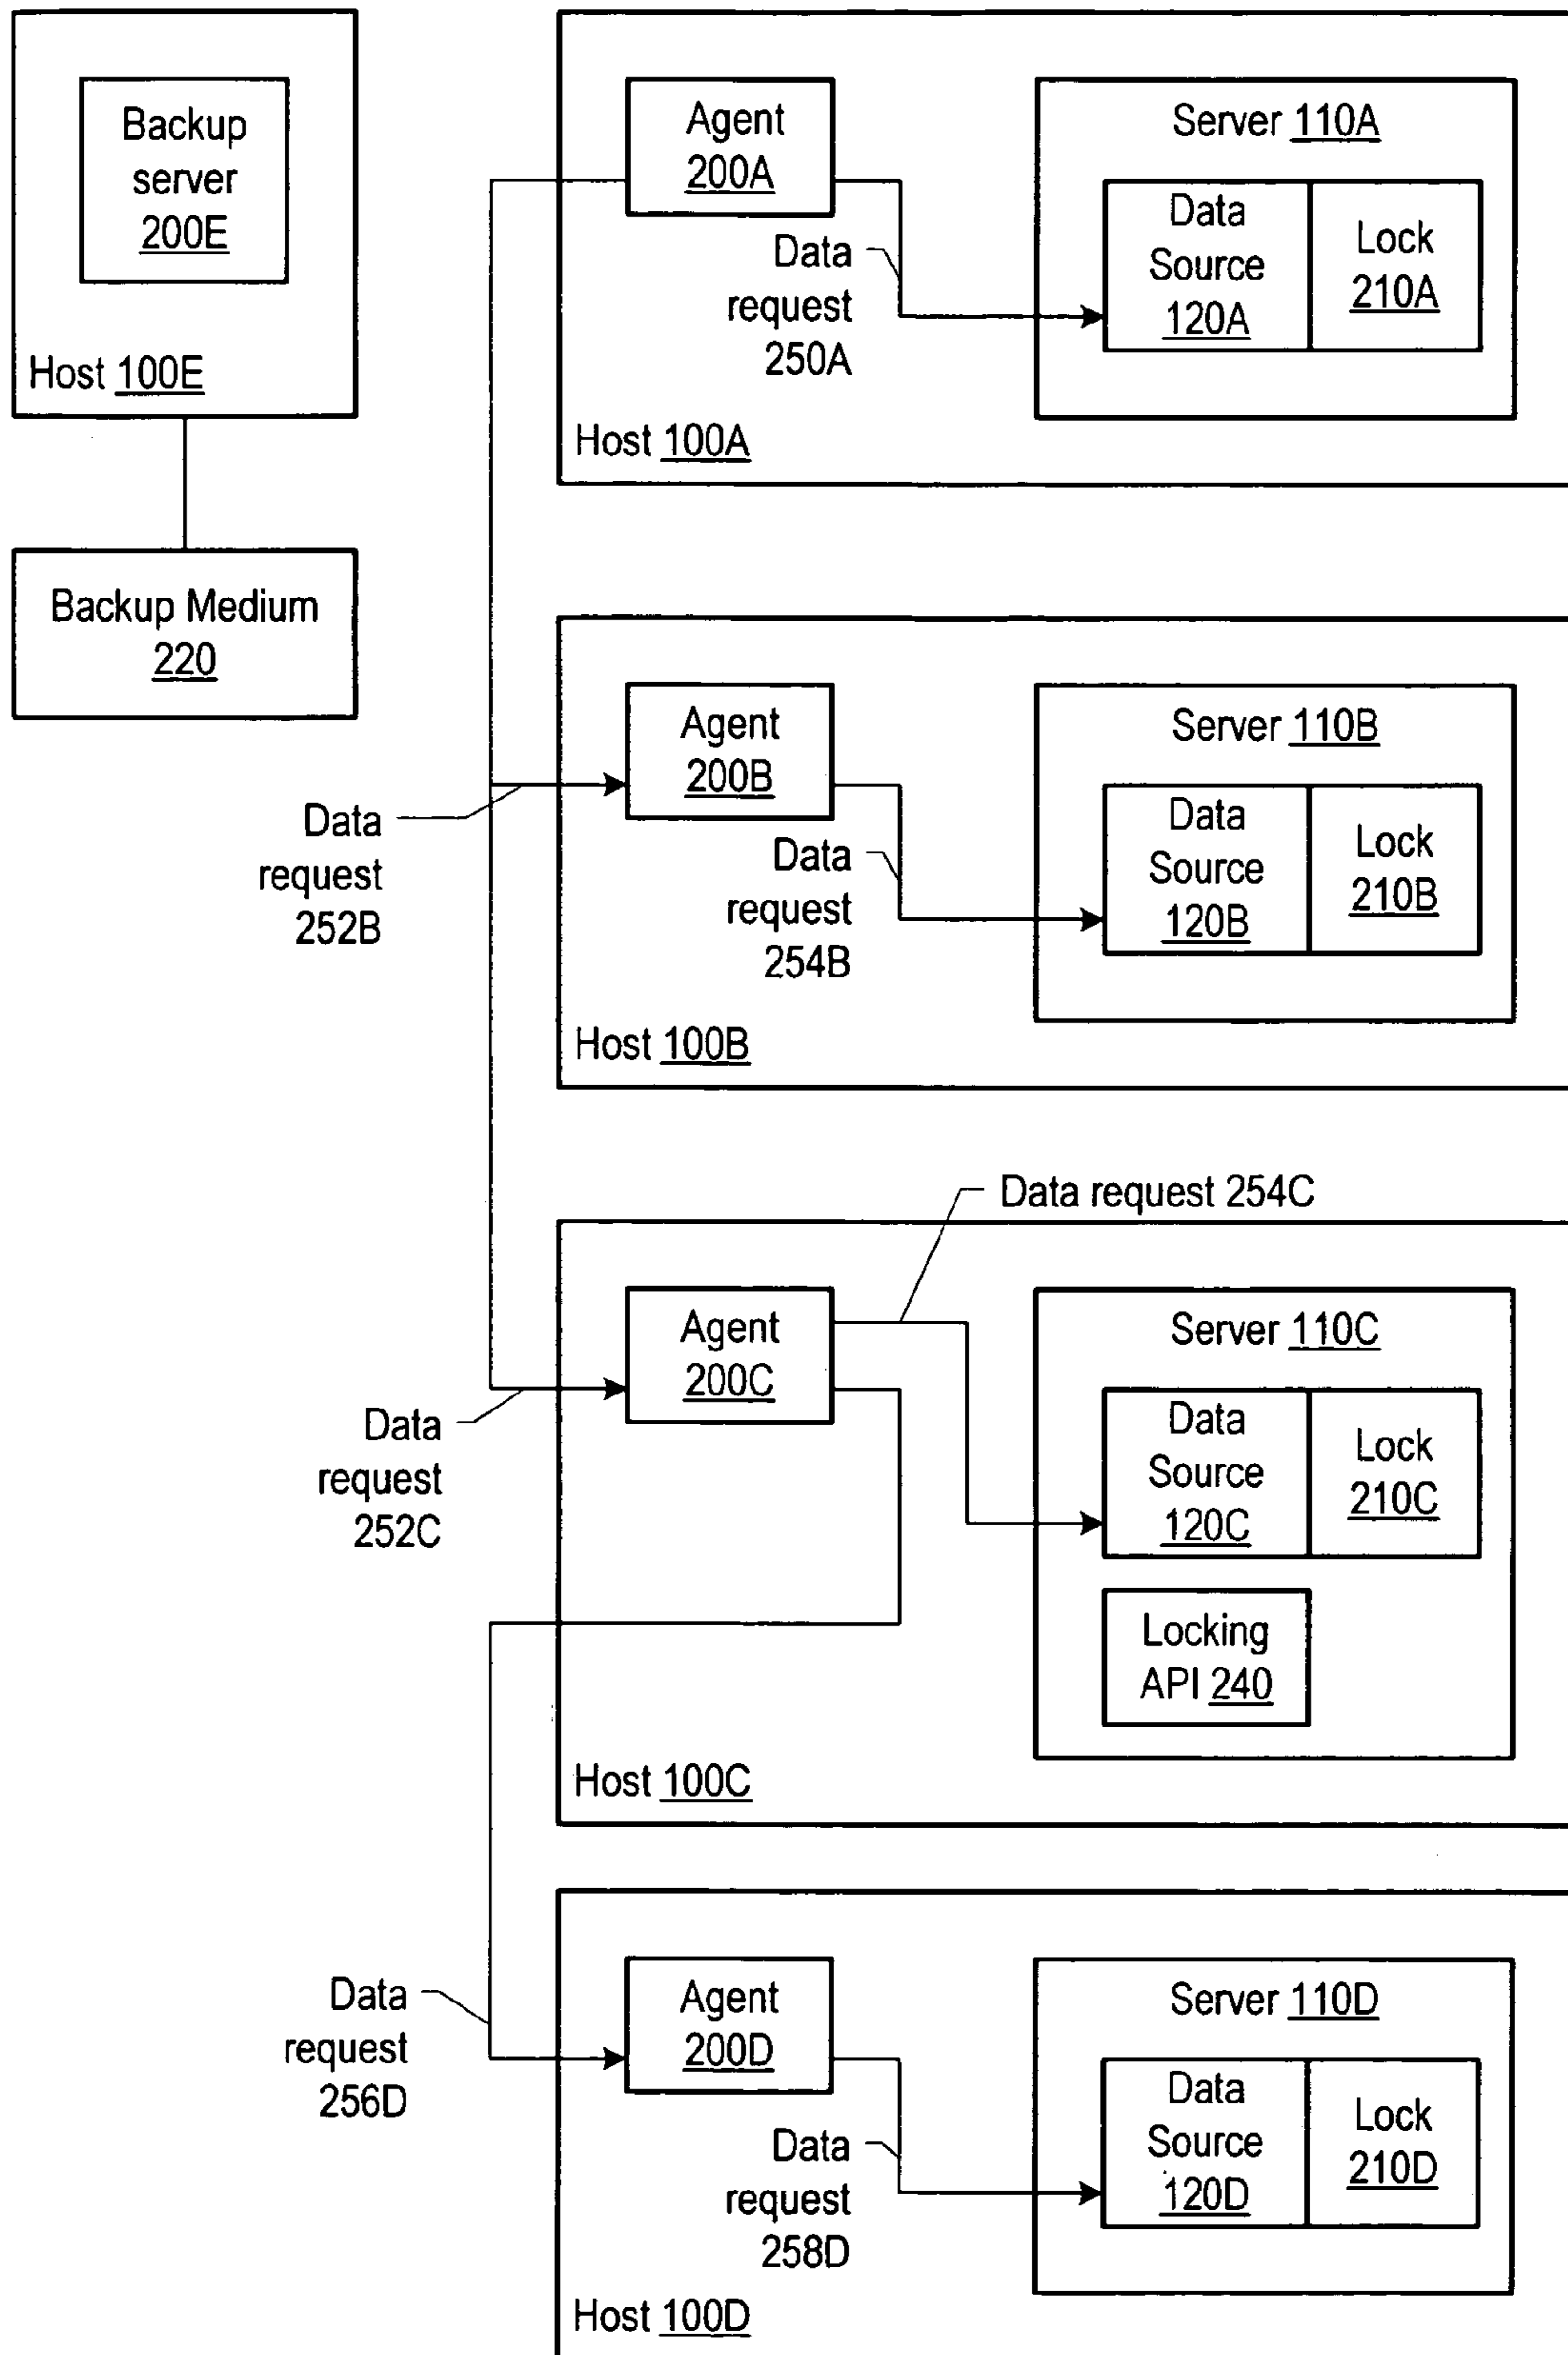 Backup
server
200E
Host 100E
Backup Medium
220
Agent
200A
Data
request
250A
Server 110A
Data
Source
120A
Lock
210A
Host 100A
Data
request
252B
Agent
200B
Data
request
254B
Server 110B
Data
Source
120B
Lock
210B
Host 100B
Data request 254C
Data
request
252C
Agent
200C
Server 110C
Data
Source
120C
Lock
210C
Locking
API 240
Host 100C
Data
request
256D
Agent
200D
Data
request
258D
Server 110D
Data
Source
120D
Lock
210D
Host 100D